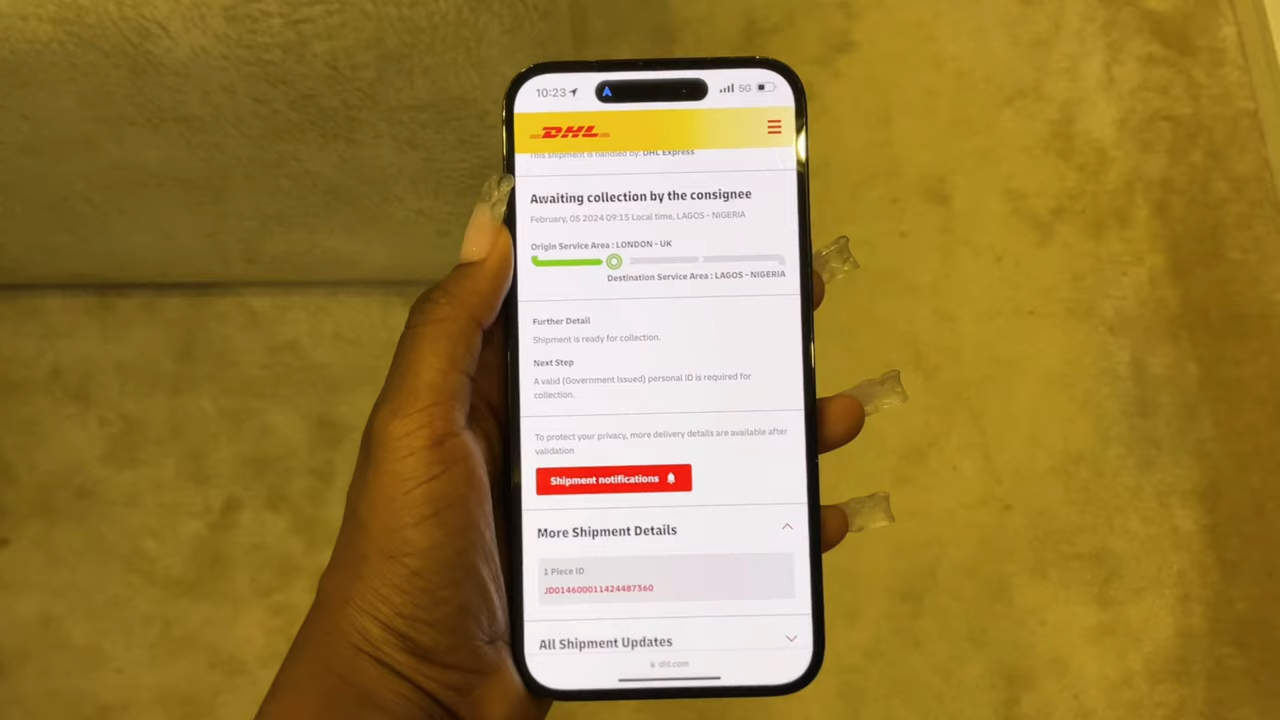 10:23
5G
DHL
This shipment is handled by: DHL Express
Awaiting collection by the consignee
February, 05 2024 09:15 Local time, LAGOS - NIGERIA
Origin Service Area : LONDON - UK
Destination Service Area : LAGOS - NIGERIA
Further Detail
Shipment is ready for collection.
Next Step
A valid (Government Issued) personal ID is required for
collection.
To protect your privacy, more delivery details are available after
validation
Shipment notifications
More Shipment Details
1 Piece ID
JD014600011424487360
All Shipment Updates
dhl.com